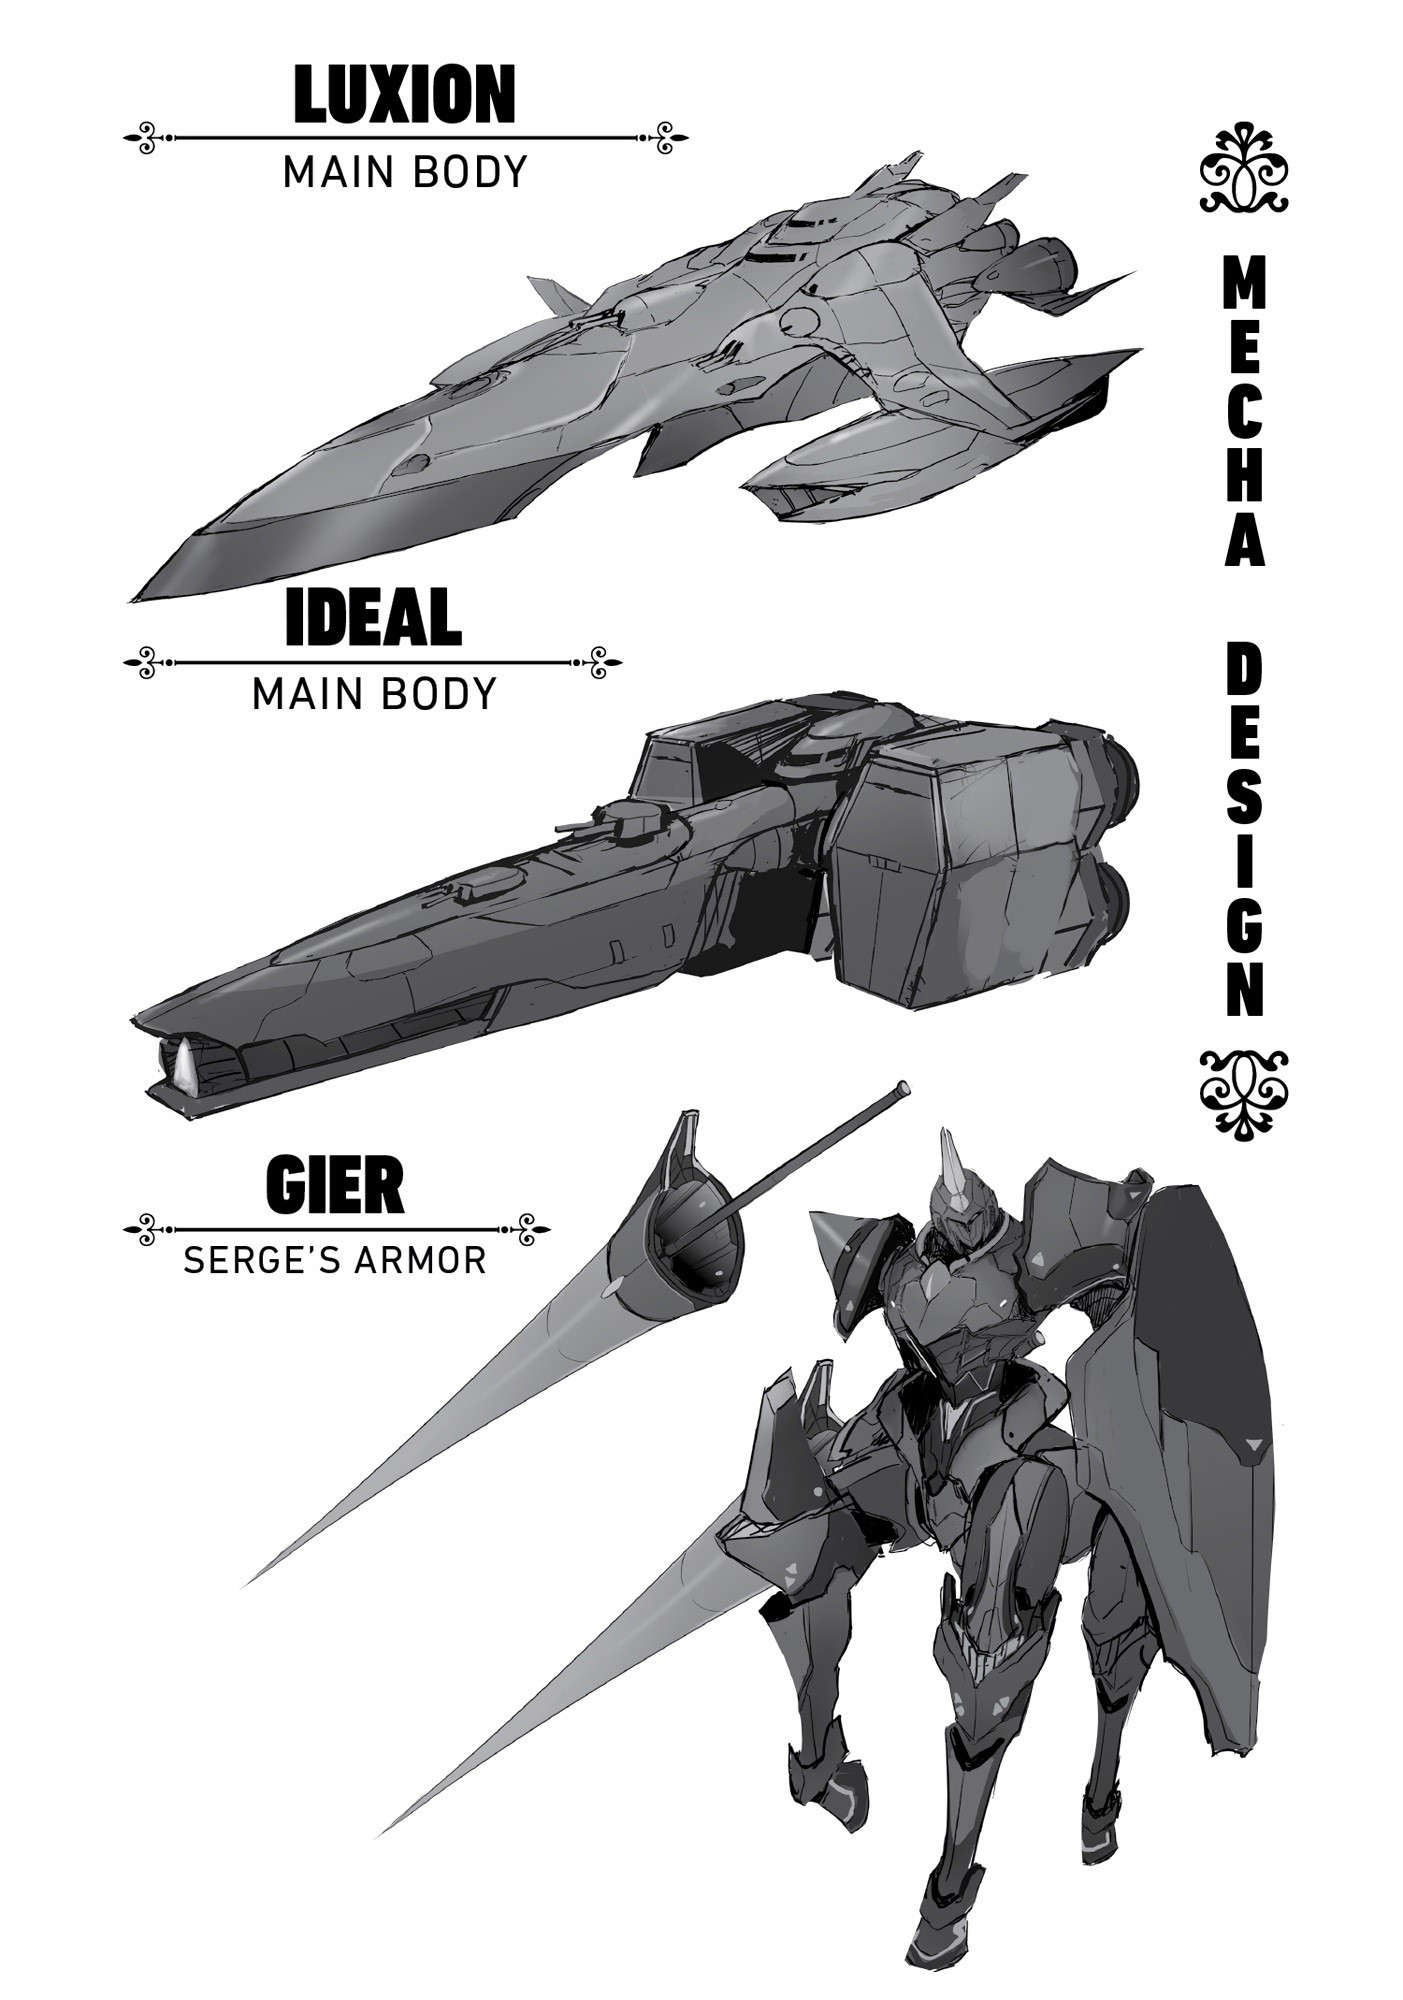 LUXION
MAIN BODY
IDEAL
MAIN BODY
GIER
SERGE'S ARMOR
MECHA DESIGN